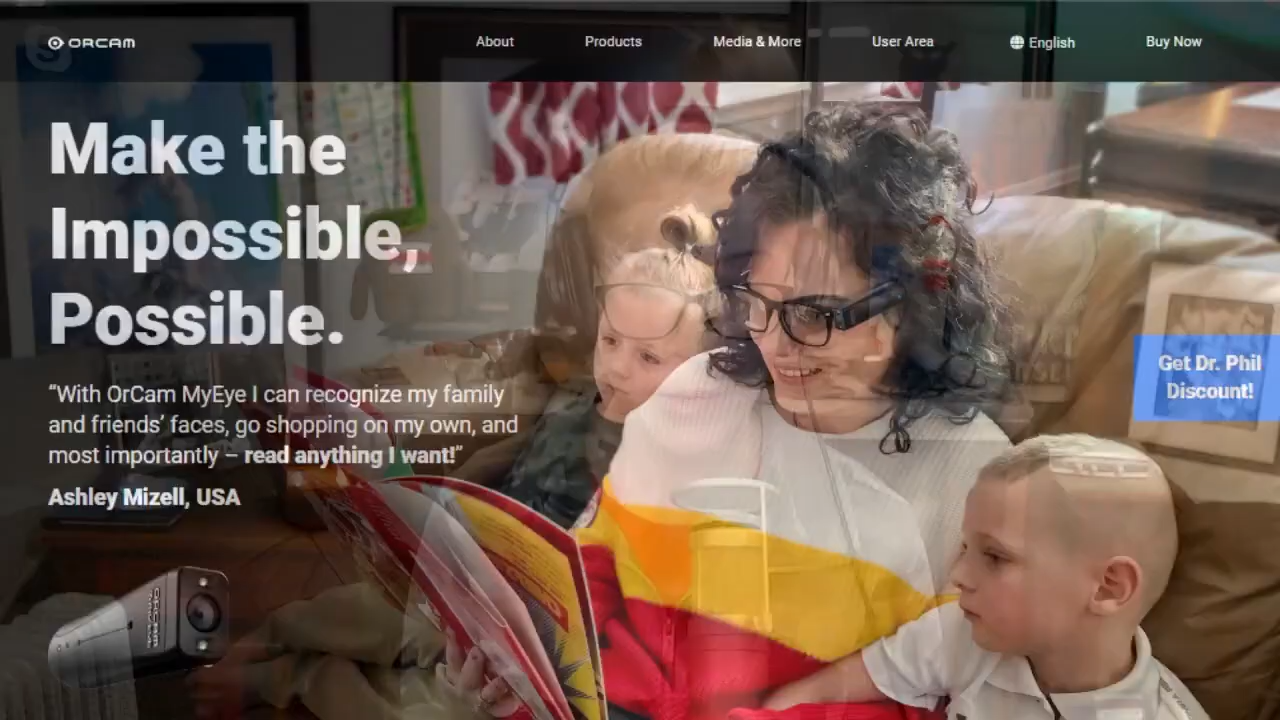 ORCAM
About
Products
Media & More
User Area
English
Buy Now
Make the
Impossible,
Possible.
Get Dr. Phil
Discount!
“With OrCam MyEye I can recognize my family
and friends’ faces, go shopping on my own, and
most importantly – read anything I want!”
Ashley Mizell, USA
ORCAM